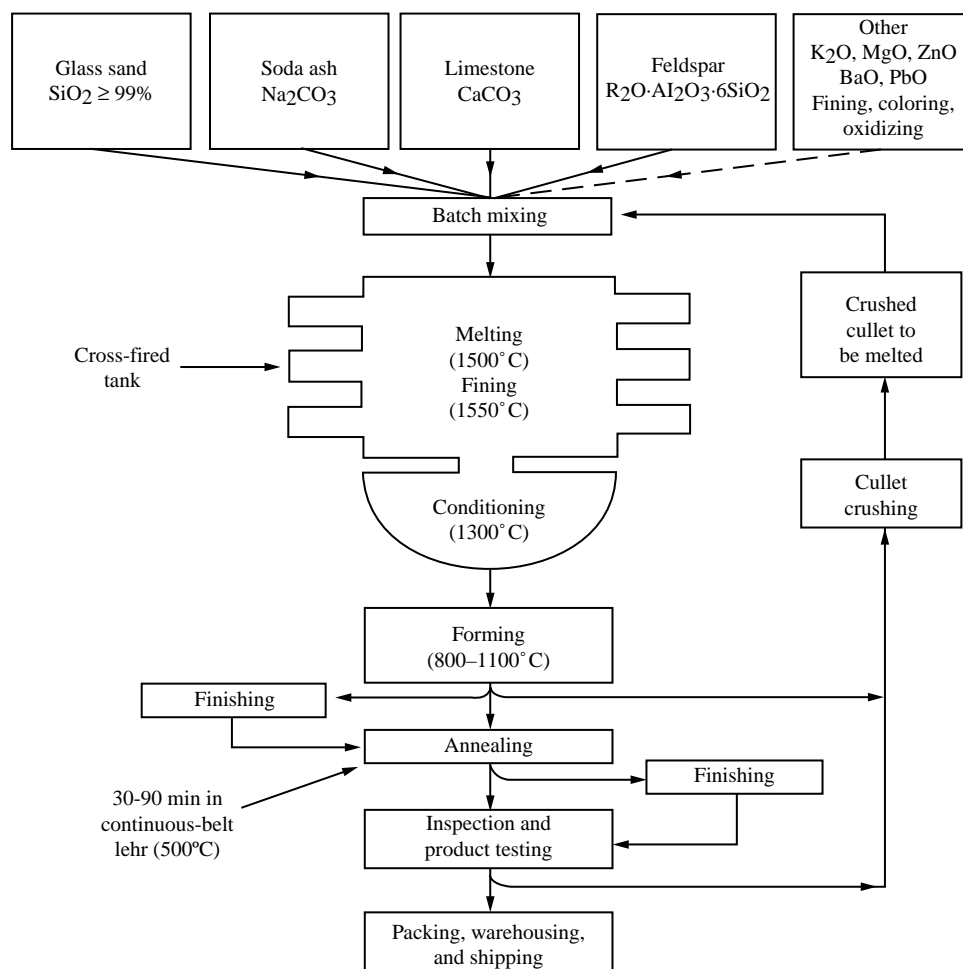 Glass sand
SiO2 ≥ 99%
Soda ash
Na2CO3
Limestone
CaCO3
Feldspar
R2O·AI2O3·6SiO2
Other
K2O, MgO, ZnO
BaO, PbO
Fining, coloring,
oxidizing
Batch mixing
Cross-fired
tank
Melting
(1500˚C)
Fining
(1550˚C)
Crushed
cullet to
be melted
Conditioning
(1300˚C)
Cullet
crushing
Forming
(800–1100˚C)
Finishing
Annealing
Finishing
30-90 min in
continuous-belt
lehr (500ºC)
Inspection and
product testing
Packing, warehousing,
and shipping